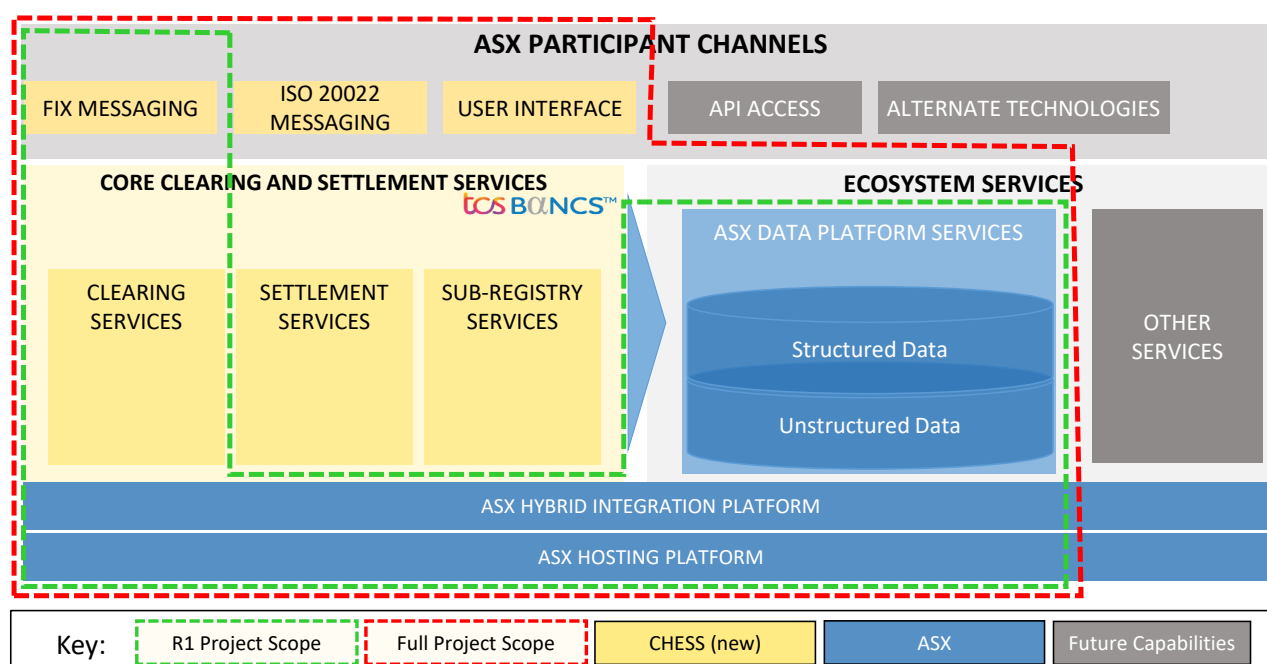 ASX PARTICIPANT CHANNELS
FIX MESSAGING
ISO 20022
MESSAGING
USER INTERFACE
API ACCESS
ALTERNATE TECHNOLOGIES
CORE CLEARING AND SETTLEMENT SERVICES
tcs BαNCS™
ECOSYSTEM SERVICES
ASX DATA PLATFORM SERVICES
CLEARING
SERVICES
SETTLEMENT
SERVICES
SUB-REGISTRY
SERVICES
Structured Data
Unstructured Data
OTHER
SERVICES
ASX HYBRID INTEGRATION PLATFORM
ASX HOSTING PLATFORM
Key:
R1 Project Scope
Full Project Scope
CHESS (new)
ASX
Future Capabilities